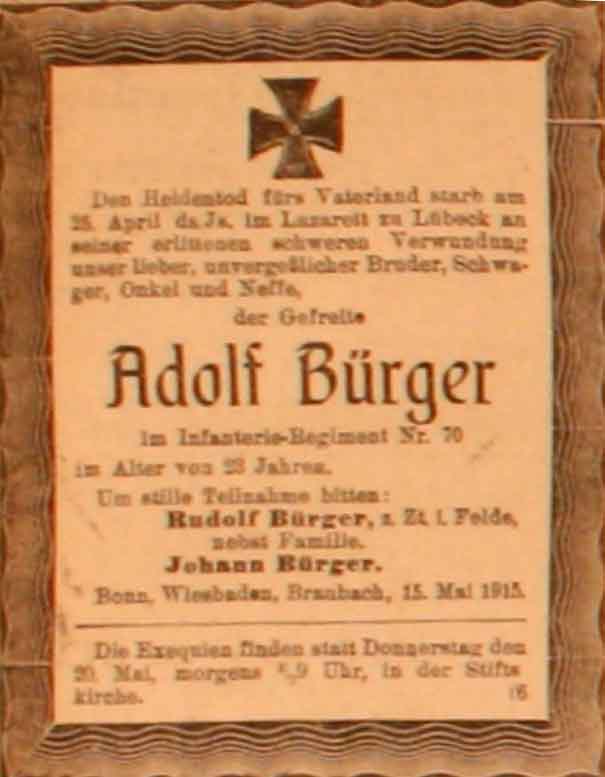 Den Heldentod fürs Vaterland starb am
25. April ds. Js. im Lazarett zu Lübeck an
seiner erlittenen schweren Verwundung
unser lieber, unvergeßlicher Bruder, Schwa-
ger, Onkel und Neffe,
der Gefreite
Adolf Bürger
im Infanterie-Regiment Nr. 70
im Alter von 23 Jahren.
Um stille Teilnahme bitten:
Rudolf Bürger, z. Zt. i. Felde,
nebst Familie.
Johann Bürger.
Bonn, Wiesbaden, Braubach, 15. Mai 1915.
Die Exequien finden statt Donnerstag den
20. Mai, morgens Uhr, in der Stifts
kirche.